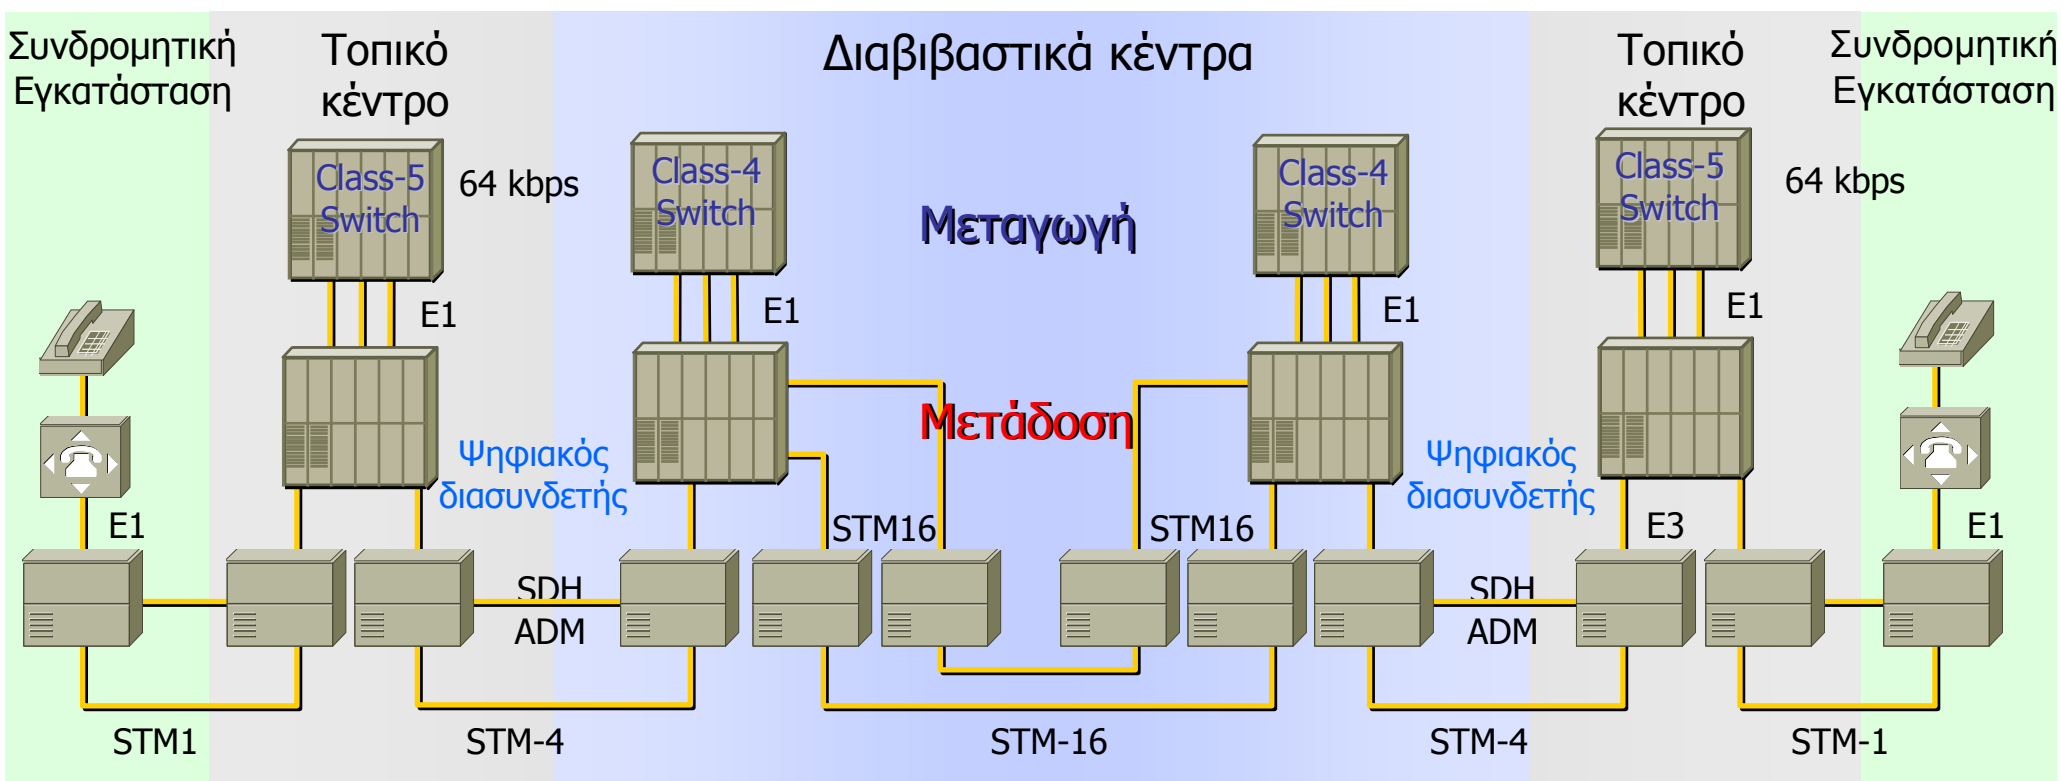 Συνδρομητική
Εγκατάσταση
Τοπικό
κέντρο
Διαβιβαστικά κέντρα
Τοπικό
κέντρο
Συνδρομητική
Εγκατάσταση
Class-5
Switch
64 kbps
Class-4
Switch
Μεταγωγή
Class-4
Switch
Class-5
Switch
64 kbps
E1
E1
E1
E1
Μετάδοση
Ψηφιακός
διασυνδετής
Ψηφιακός
διασυνδετής
E1
STM16
STM16
E3
E1
SDH
ADM
SDH
ADM
STM1
STM-4
STM-16
STM-4
STM-1